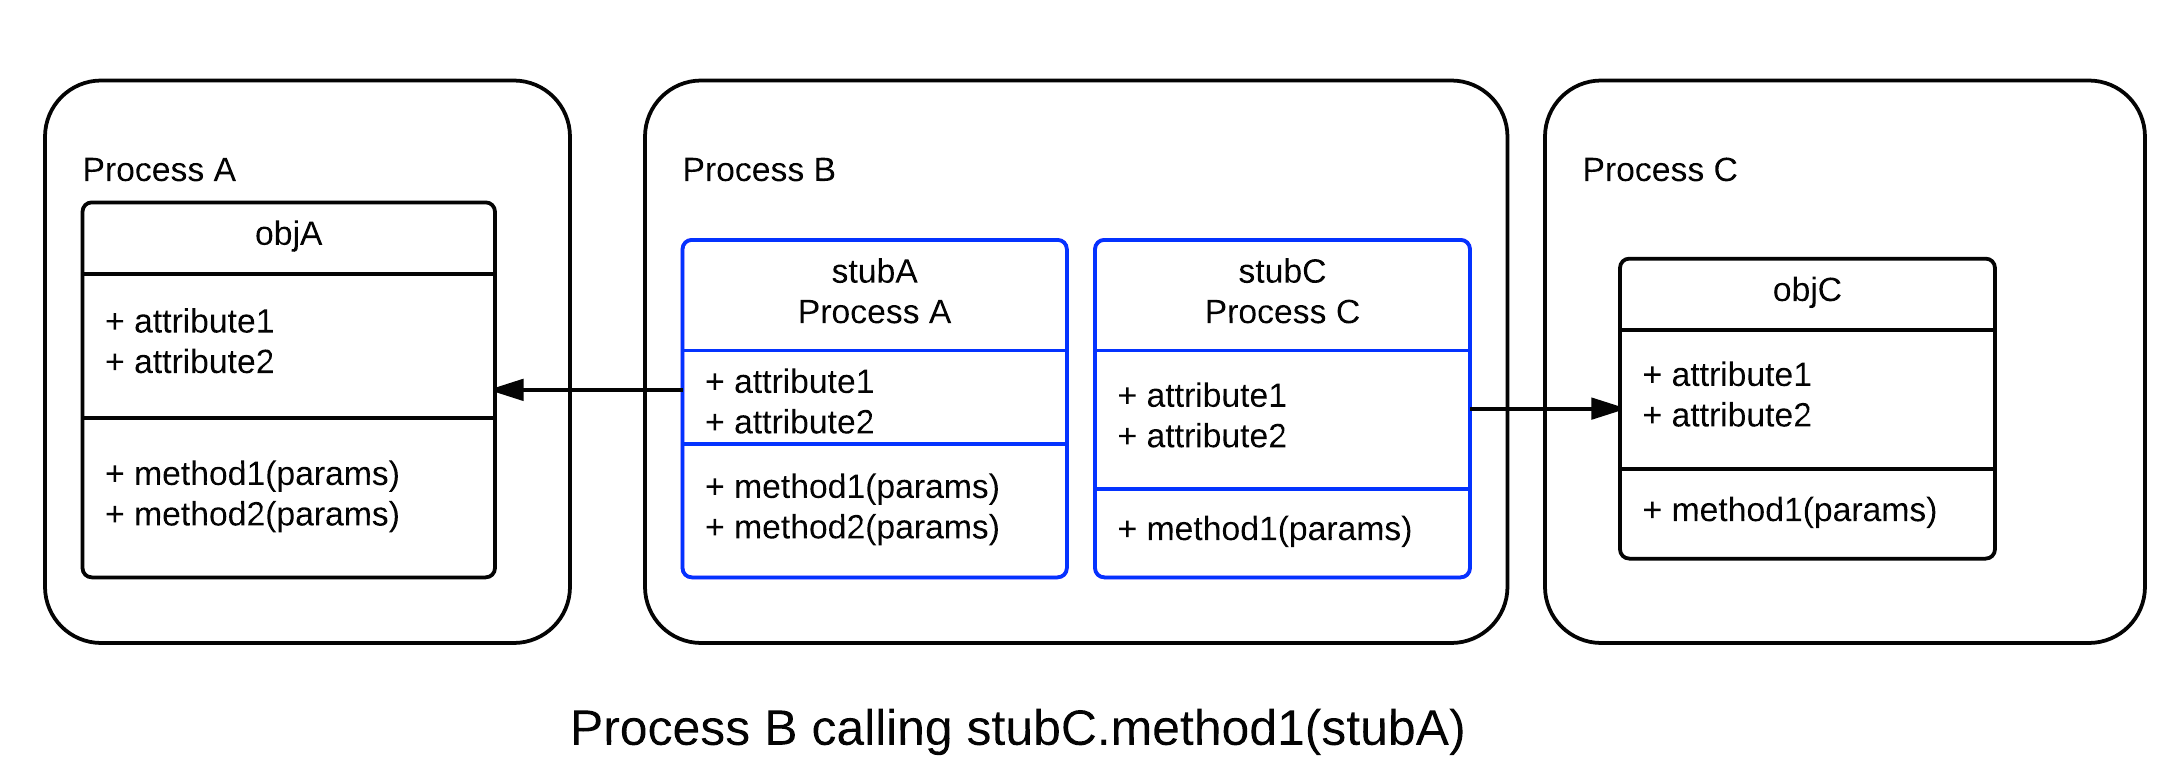 Process A
objA
+ attribute1
+ attribute2
+ method1(params)
+ method2(params)
Process B
stubA
Process A
+ attribute1
+ attribute2
+ method1(params)
+ method2(params)
stubC
Process C
+ attribute1
+ attribute2
+ method1(params)
Process C
objC
+ attribute1
+ attribute2
+ method1(params)
Process B calling stubC.method1(stubA)